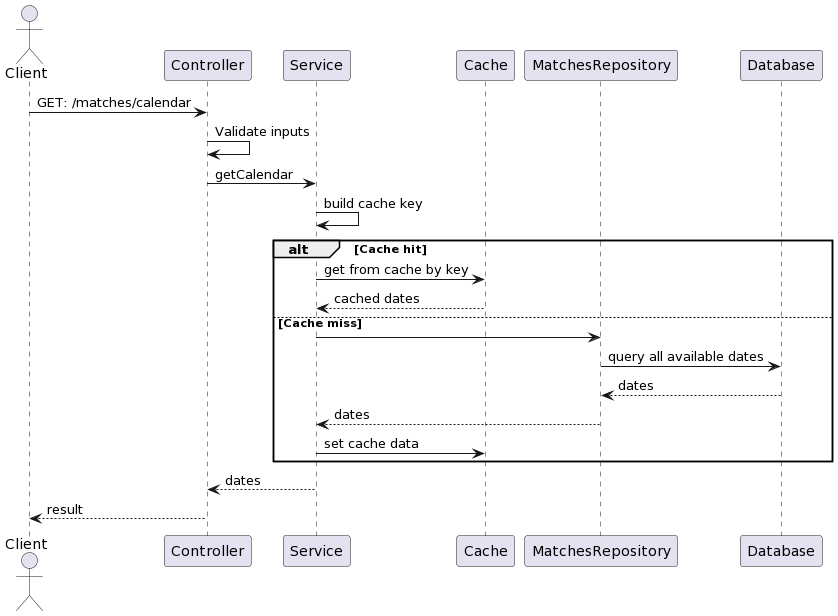 Client
Controller
Service
Cache
MatchesRepository
Database
GET: /matches/calendar
Validate inputs
getCalendar
build cache key
alt
[Cache hit]
get from cache by key
cached dates
[Cache miss]
query all available dates
dates
dates
set cache data
dates
result
Client
Controller
Service
Cache
MatchesRepository
Database